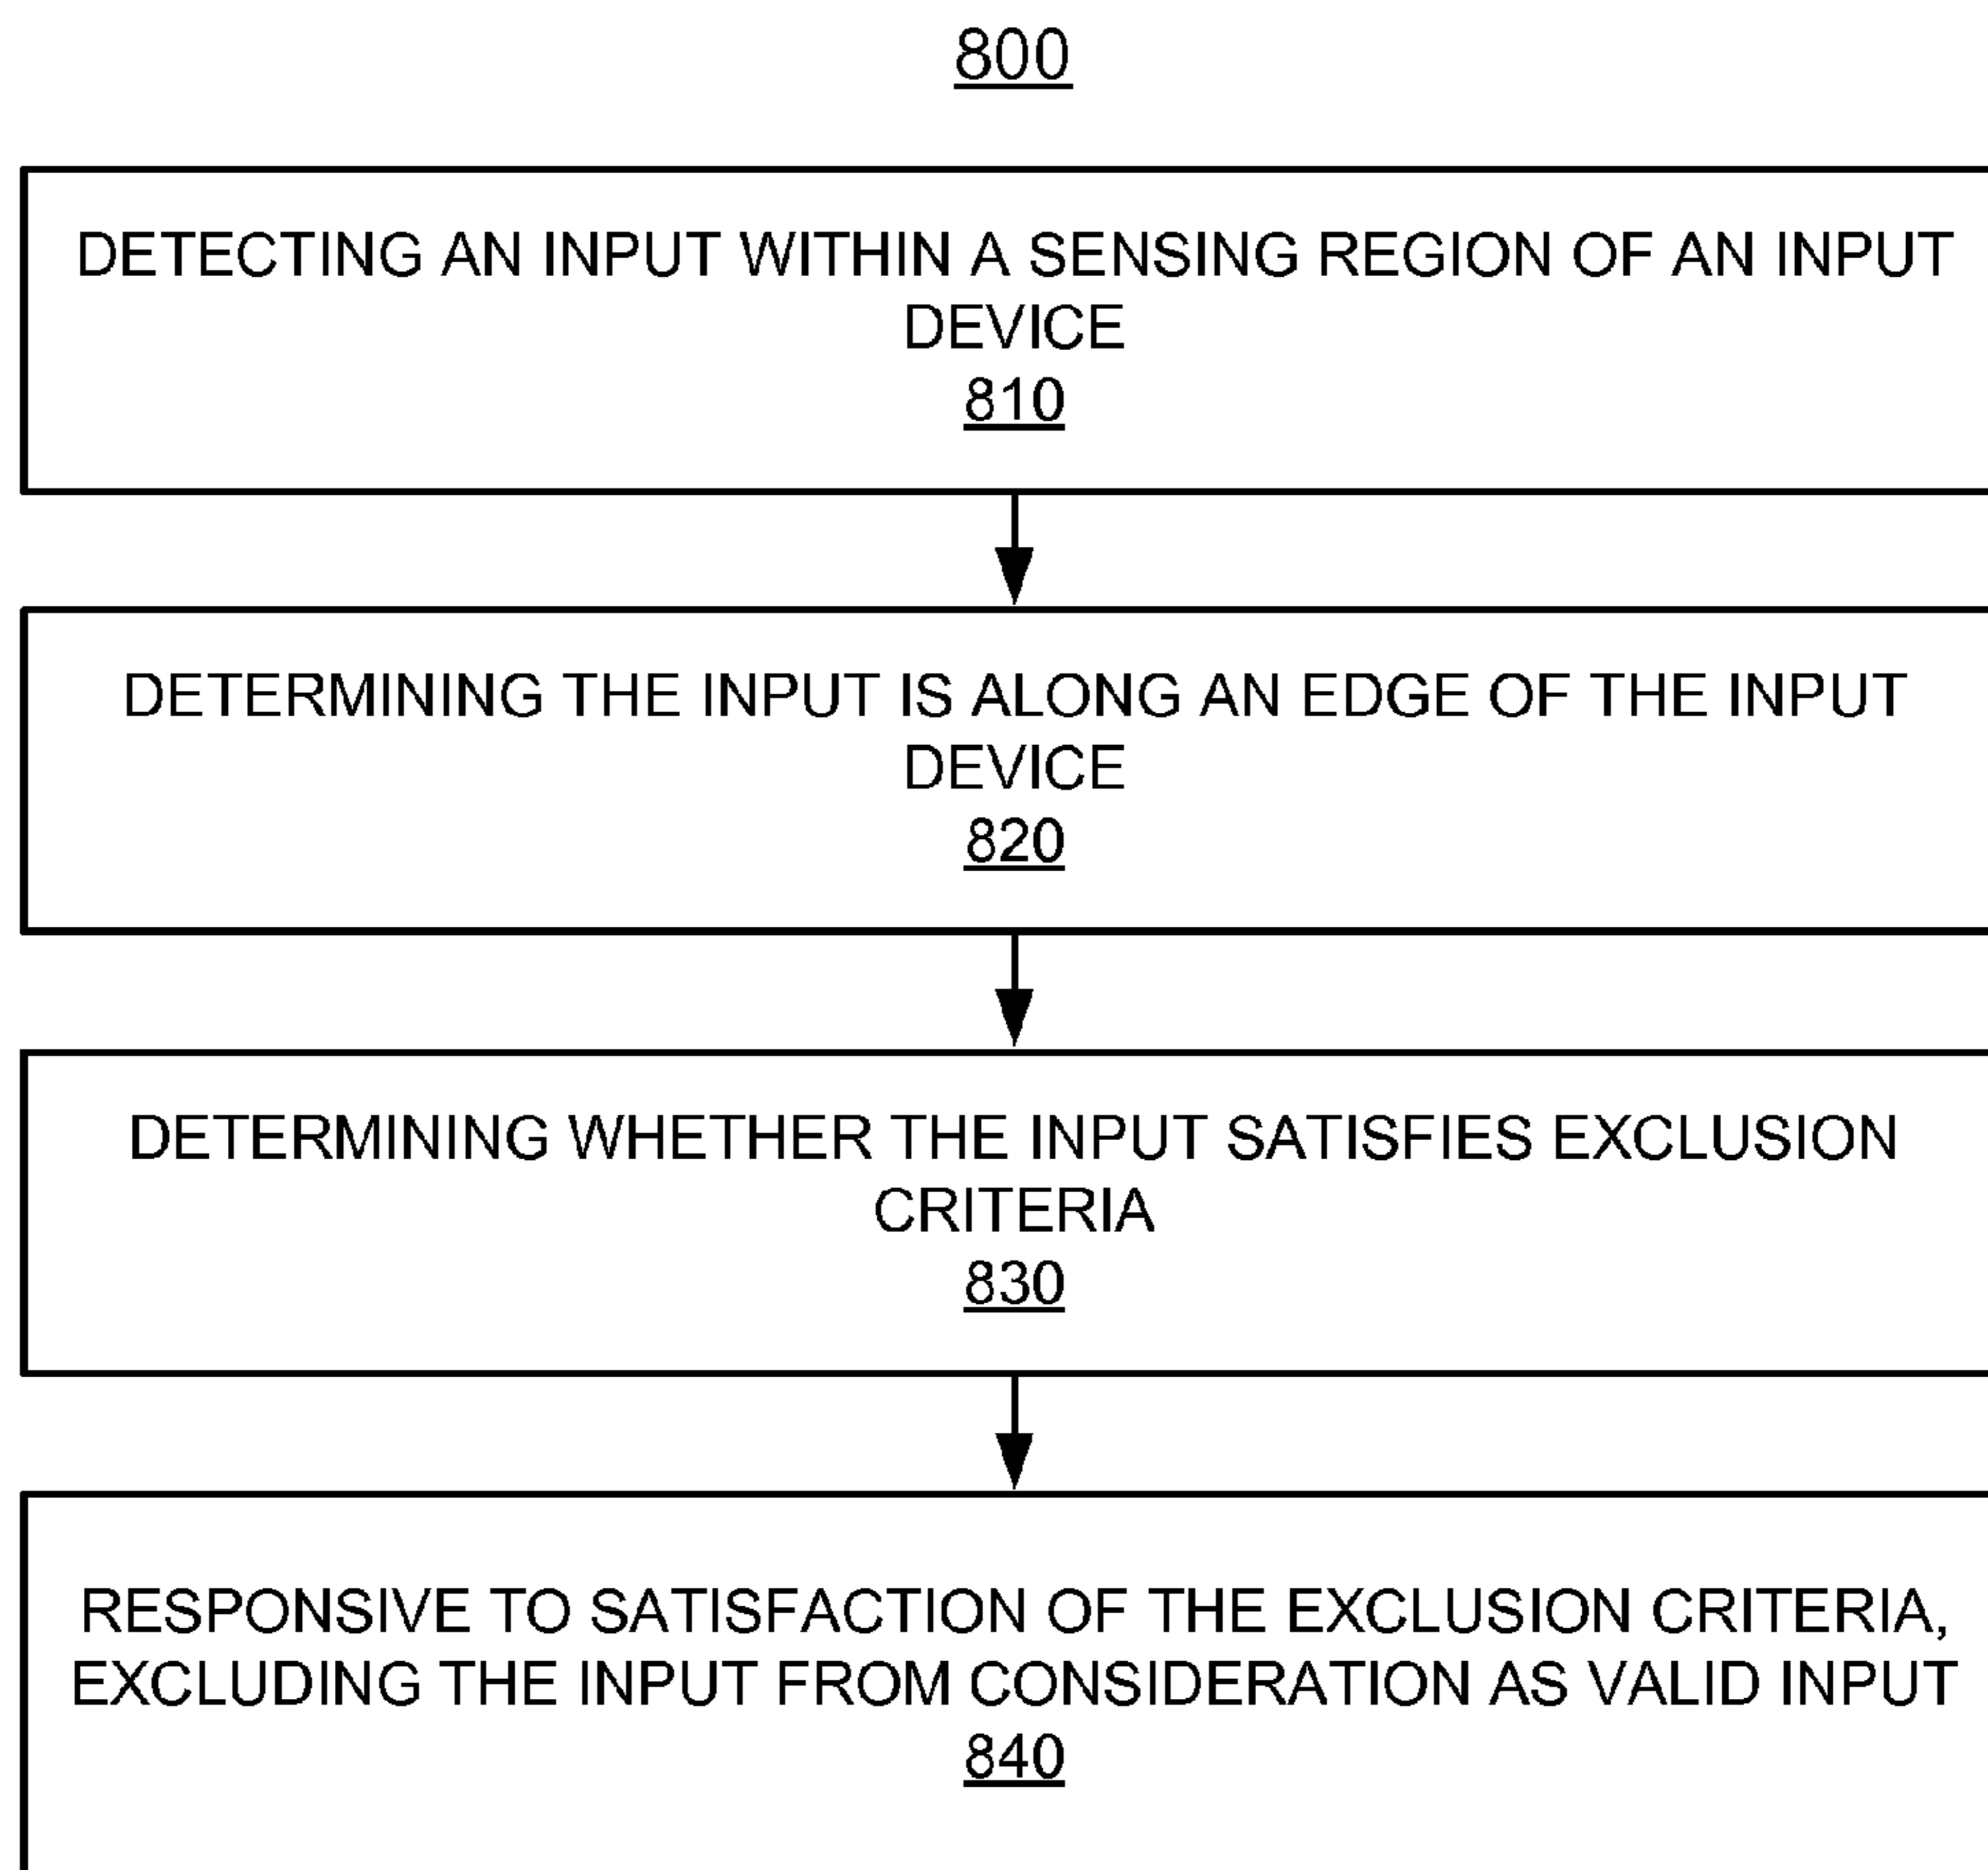 800
DETECTING AN INPUT WITHIN A SENSING REGION OF AN INPUT
DEVICE
810
DETERMINING THE INPUT IS ALONG AN EDGE OF THE INPUT
DEVICE
820
DETERMINING WHETHER THE INPUT SATISFIES EXCLUSION
CRITERIA
830
RESPONSIVE TO SATISFACTION OF THE EXCLUSION CRITERIA,
EXCLUDING THE INPUT FROM CONSIDERATION AS VALID INPUT
840